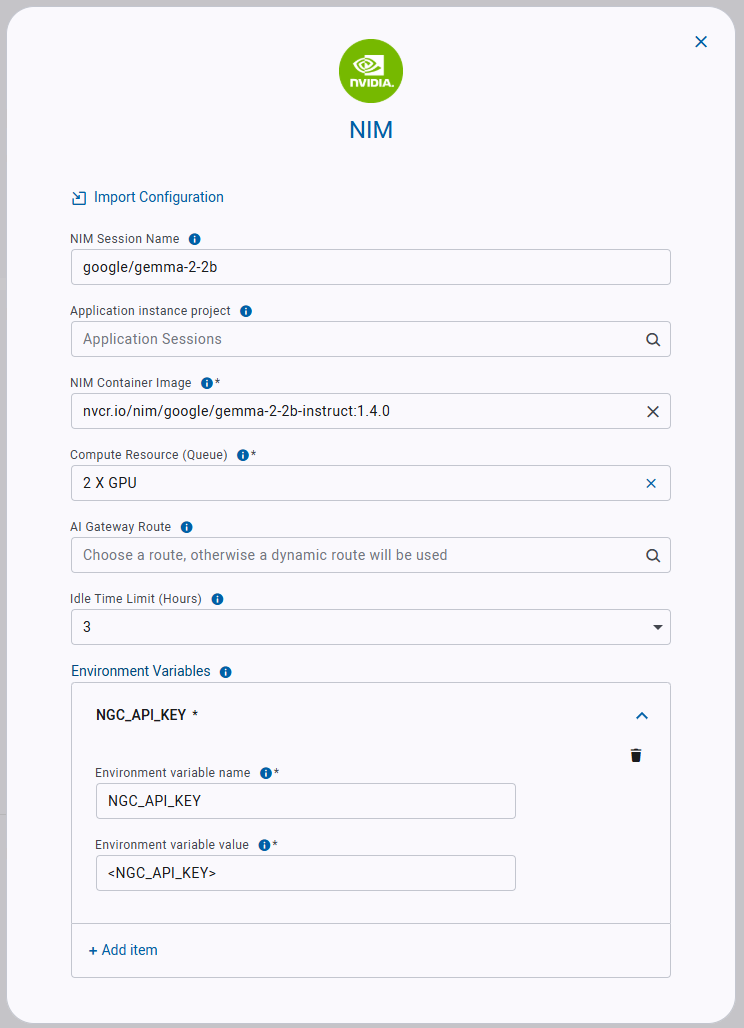 NVIDIA.
NIM
Import Configuration
NIM Session Name
google/gemma-2-2b
Application instance project
Application Sessions
NIM Container Image *
nvcr.io/nim/google/gemma-2-2b-instruct:1.4.0
Compute Resource (Queue) *
2 X GPU
AI Gateway Route
Choose a route, otherwise a dynamic route will be used
Idle Time Limit (Hours)
3
Environment Variables
NGC_API_KEY *
Environment variable name *
NGC_API_KEY
Environment variable value *
<NGC_API_KEY>
+ Add item